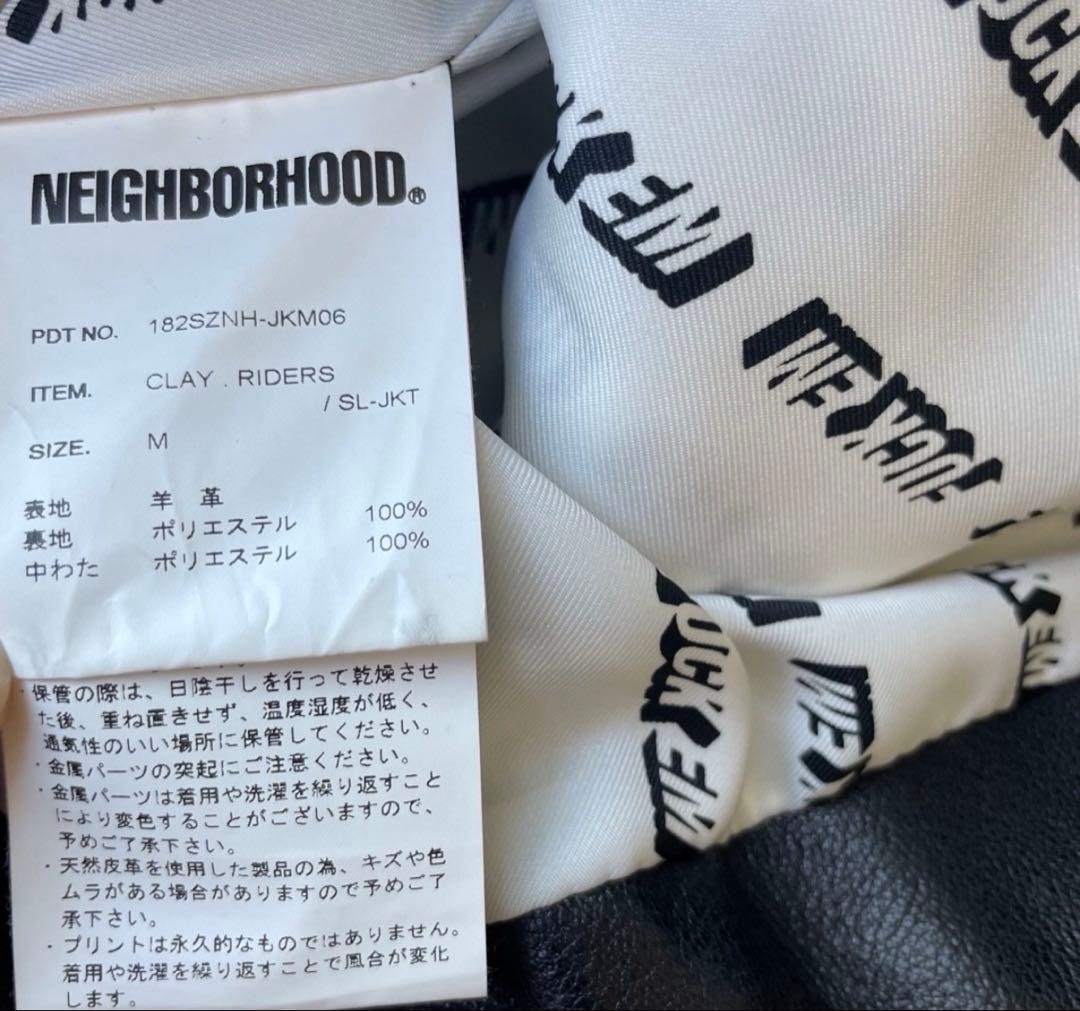 NEIGHBORHOOD®
PDT NO. 182SZNH-JKM06
ITEM. CLAY . RIDERS
/ SL-JKT
SIZE. M
表地 羊 革
裏地 ポリエステル 100%
中わた ポリエステル 100%
・保管の際は、日陰干しを行って乾燥させ
た後、重ね置きせず、温度湿度が低く、
通気性のいい場所に保管してください。
・金属パーツの突起にご注意ください。
・金属パーツは着用や洗濯を繰り返すこと
により変色することがございますので、
予めご了承下さい。
・天然皮革を使用した製品の為、キズや色
ムラがある場合がありますので予めご了
承下さい。
・プリントは永久的なものではありません。
着用や洗濯を繰り返すことで風合が変化
します。
UCK
EM
WE
UCK
UCK EM
WE
EM